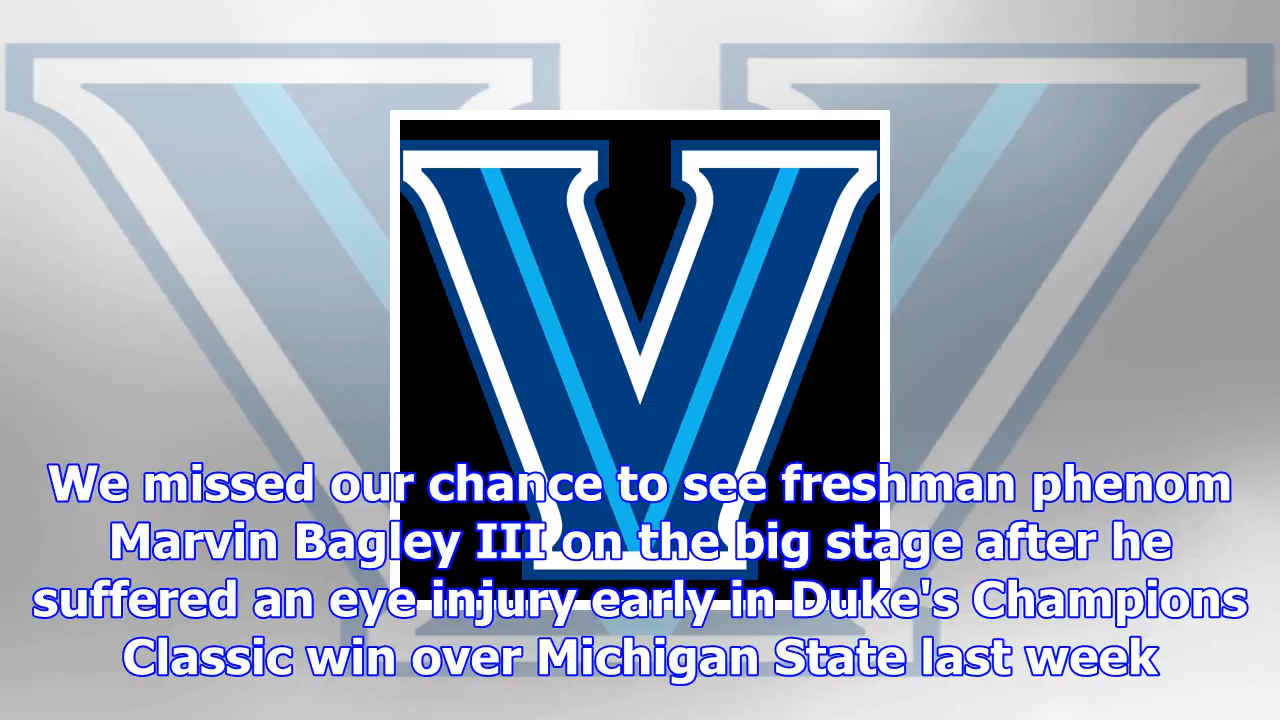 V
We missed our chance to see freshman phenom
Marvin Bagley III on the big stage after he
suffered an eye injury early in Duke's Champions
Classic win over Michigan State last week